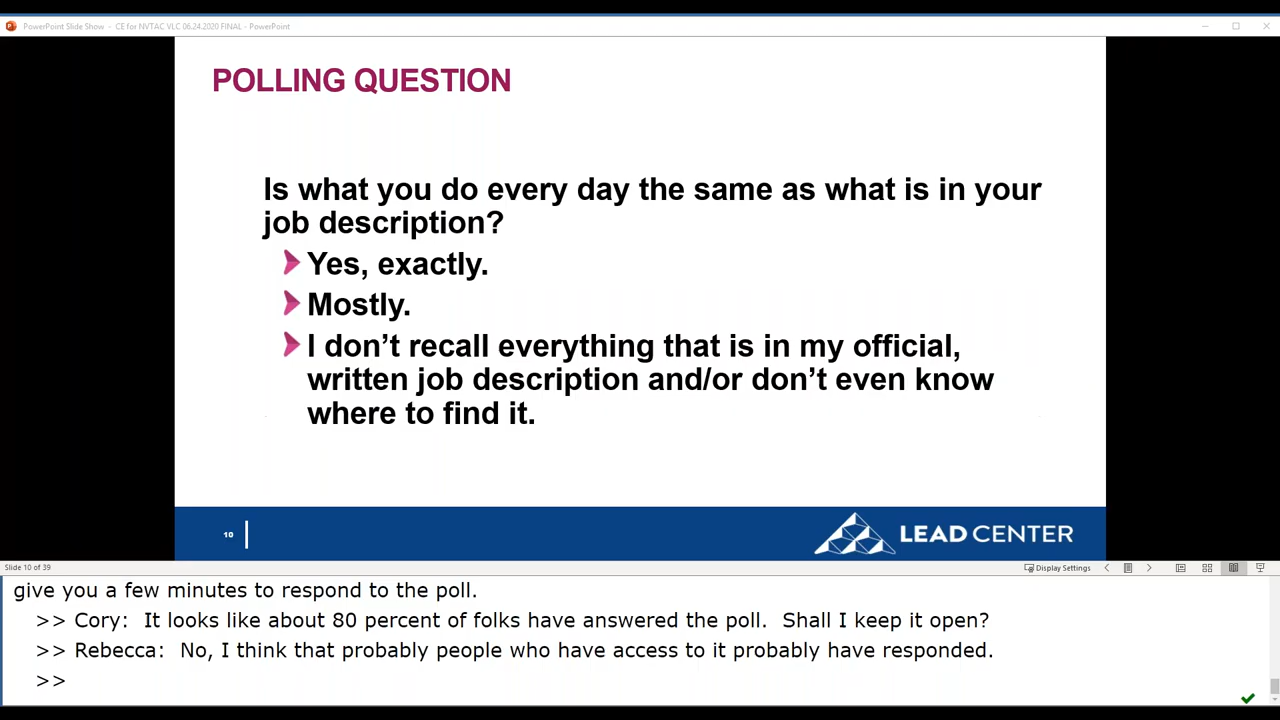 PowerPoint Slide Show - CE for NVTAC VLC 06.24.2020 FINAL - PowerPoint
POLLING QUESTION
Is what you do every day the same as what is in your
job description?
Yes, exactly.
Mostly.
I don’t recall everything that is in my official,
written job description and/or don’t even know
where to find it.
10
LEAD CENTER
Slide 10 of 39
Display Settings
give you a few minutes to respond to the poll.
>> Cory:  It looks like about 80 percent of folks have answered the poll.  Shall I keep it open?
>> Rebecca:  No, I think that probably people who have access to it probably have responded.
>>